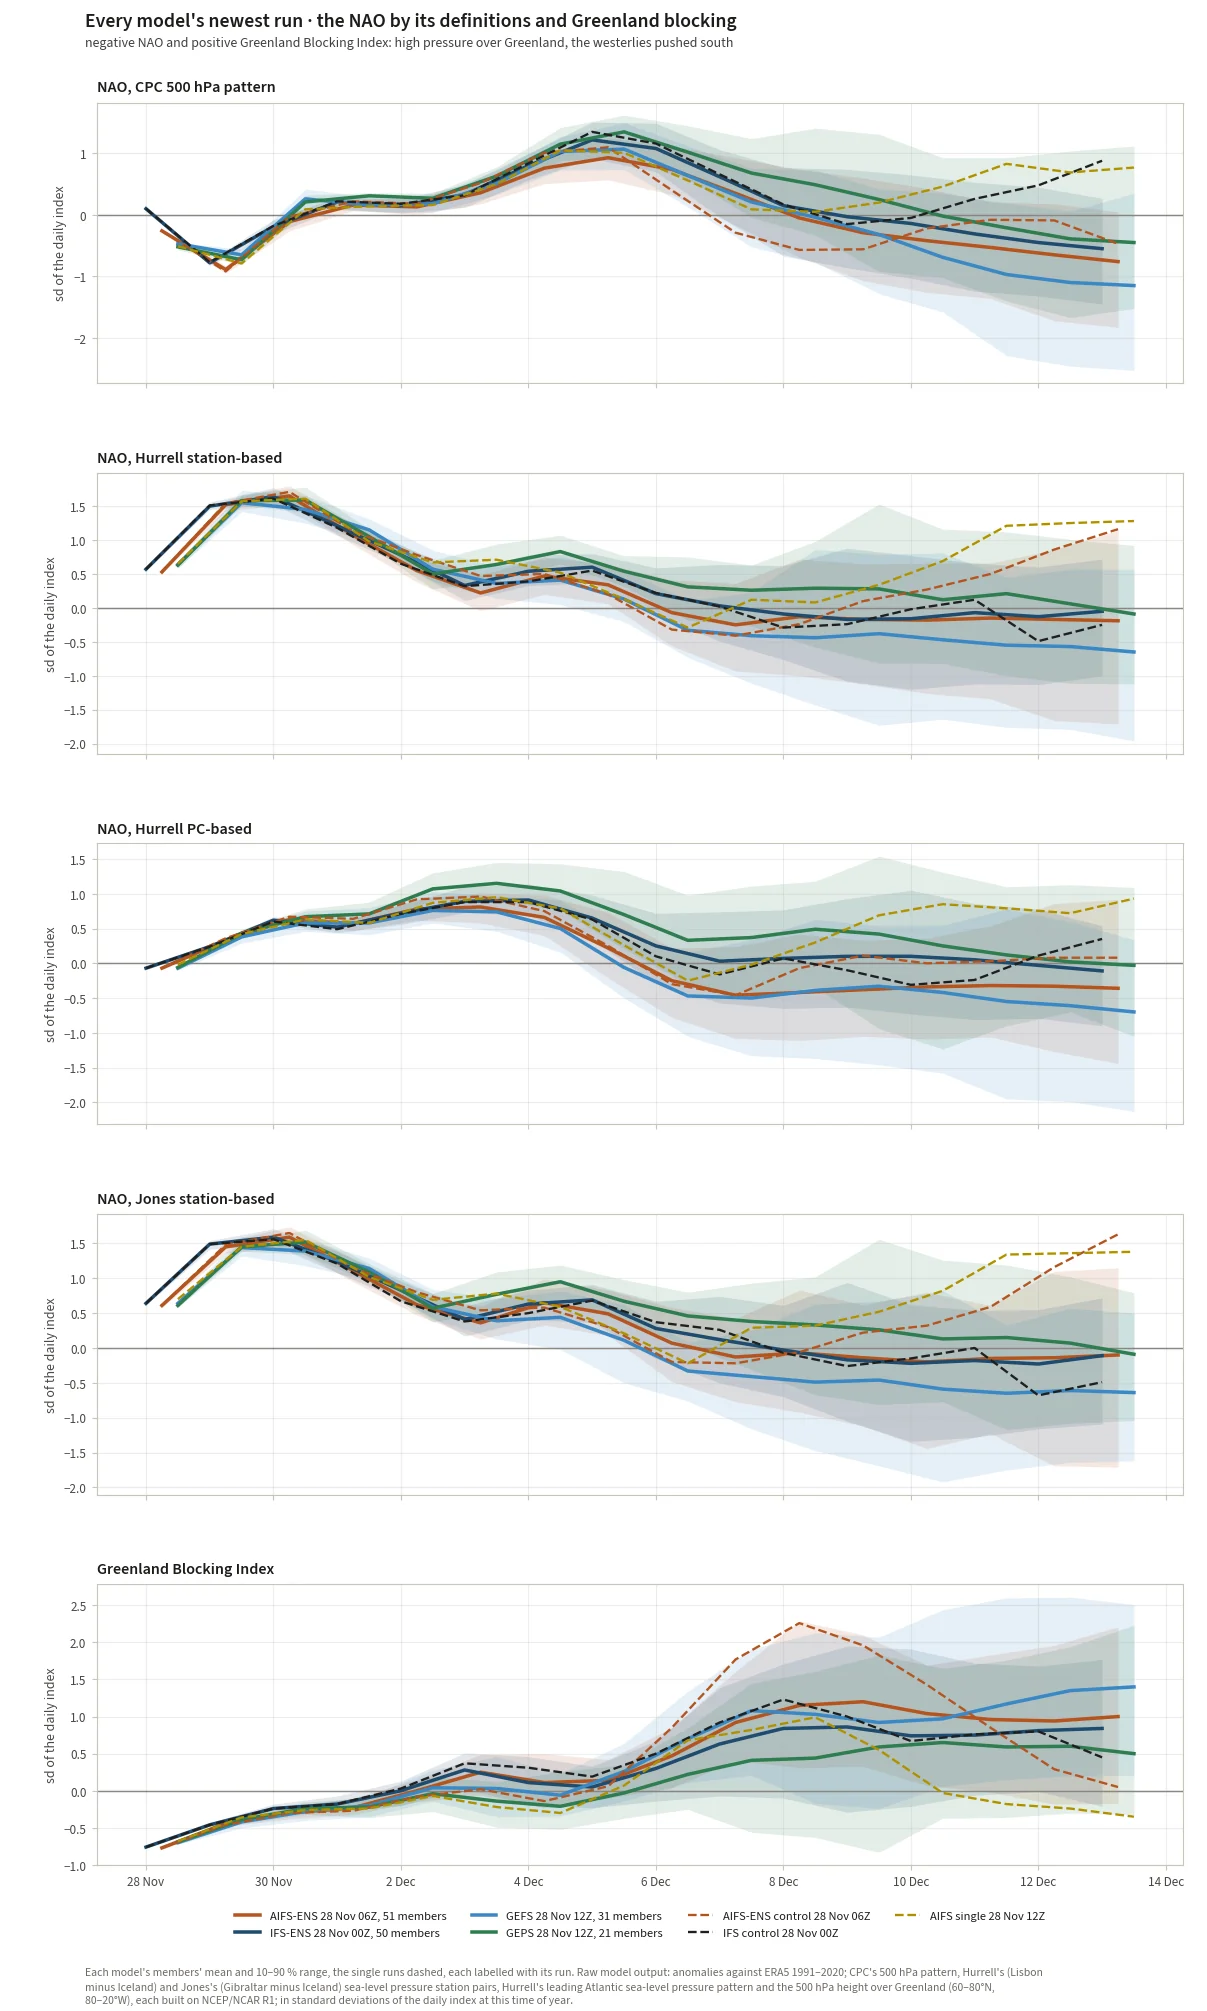 Every model's newest run · the NAO by its definitions and Greenland blocking
negative NAO and positive Greenland Blocking Index: high pressure over Greenland, the westerlies pushed south
NAO, CPC 500 hPa pattern
sd of the daily index
1
0
−1
−2
NAO, Hurrell station-based
sd of the daily index
1.5
1.0
0.5
0.0
−0.5
−1.0
−1.5
−2.0
NAO, Hurrell PC-based
sd of the daily index
1.5
1.0
0.5
0.0
−0.5
−1.0
−1.5
−2.0
NAO, Jones station-based
sd of the daily index
1.5
1.0
0.5
0.0
−0.5
−1.0
−1.5
−2.0
Greenland Blocking Index
sd of the daily index
2.5
2.0
1.5
1.0
0.5
0.0
−0.5
−1.0
28 Nov 30 Nov 2 Dec 4 Dec 6 Dec 8 Dec 10 Dec 12 Dec 14 Dec
AIFS-ENS 28 Nov 06Z, 51 members GEFS 28 Nov 12Z, 31 members AIFS-ENS control 28 Nov 06Z AIFS single 28 Nov 12Z
IFS-ENS 28 Nov 00Z, 50 members GEPS 28 Nov 12Z, 21 members IFS control 28 Nov 00Z
Each model's members' mean and 10–90 % range, the single runs dashed, each labelled with its run. Raw model output: anomalies against ERA5 1991–2020; CPC's 500 hPa pattern, Hurrell's (Lisbon
minus Iceland) and Jones's (Gibraltar minus Iceland) sea-level pressure station pairs, Hurrell's leading Atlantic sea-level pressure pattern and the 500 hPa height over Greenland (60–80°N,
80–20°W), each built on NCEP/NCAR R1; in standard deviations of the daily index at this time of year.